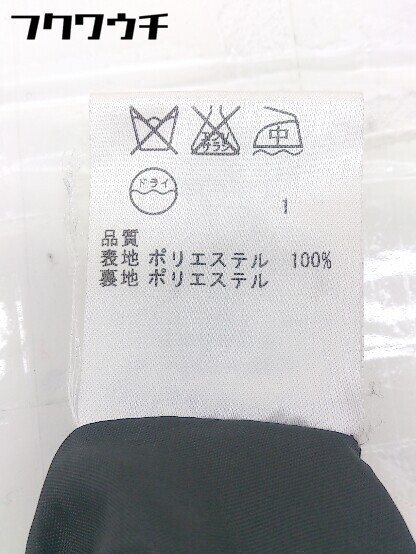 フクワウチ
エンソ
サラシ
中
ドライ
1
品質
表地 ポリエステル 100%
裏地 ポリエステル